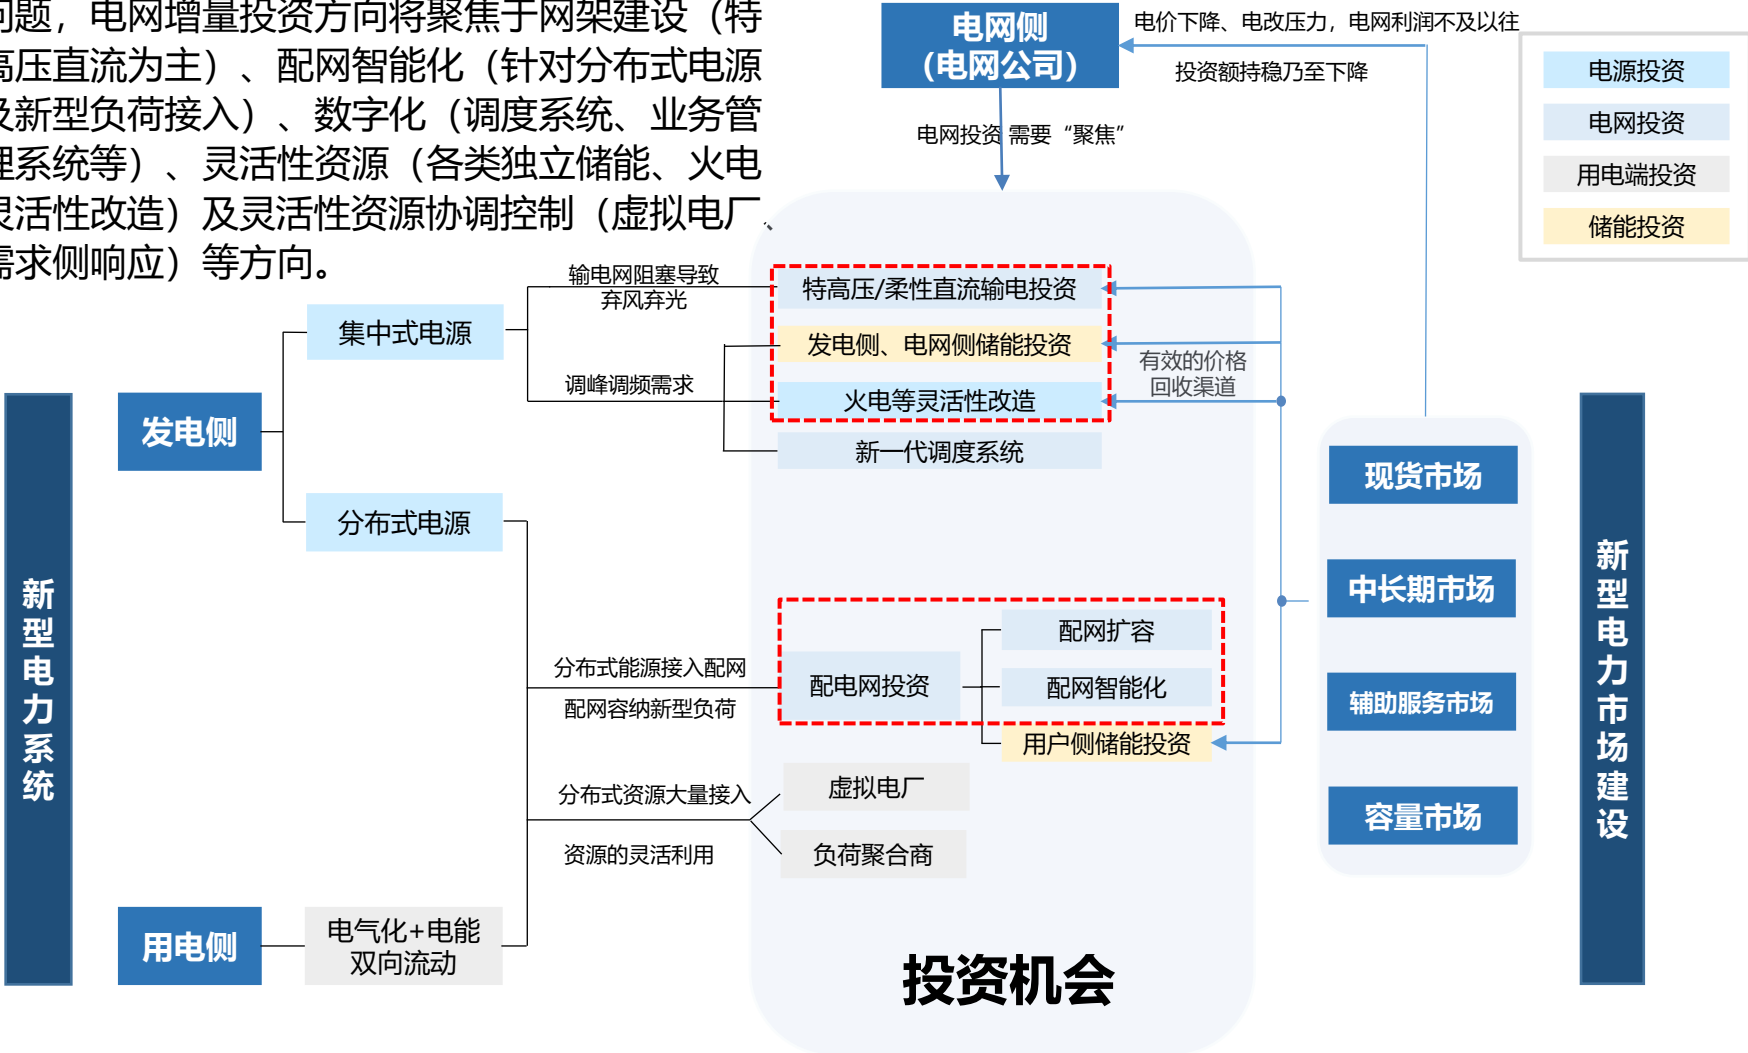 问题，电网增量投资方向将聚焦于网架建设（特
高压直流为主）、配网智能化（针对分布式电源
及新型负荷接入）、数字化（调度系统、业务管
理系统等）、灵活性资源（各类独立储能、火电
灵活性改造）及灵活性资源协调控制（虚拟电厂、
需求侧响应）等方向。
电网侧
（电网公司）
电价下降、电改压力，电网利润不及以往
投资额持稳乃至下降
电网投资 需要“聚焦”
电源投资
电网投资
用电端投资
储能投资
新型电力系统
发电侧
集中式电源
分布式电源
用电侧
电气化+电能
双向流动
输电网阻塞导致
弃风弃光
调峰调频需求
特高压/柔性直流输电投资
发电侧、电网侧储能投资
火电等灵活性改造
新一代调度系统
有效的价格
回收渠道
分布式能源接入配网
配网容纳新型负荷
配电网投资
配网扩容
配网智能化
用户侧储能投资
分布式资源大量接入
资源的灵活利用
虚拟电厂
负荷聚合商
投资机会
现货市场
中长期市场
辅助服务市场
容量市场
新型电力市场建设